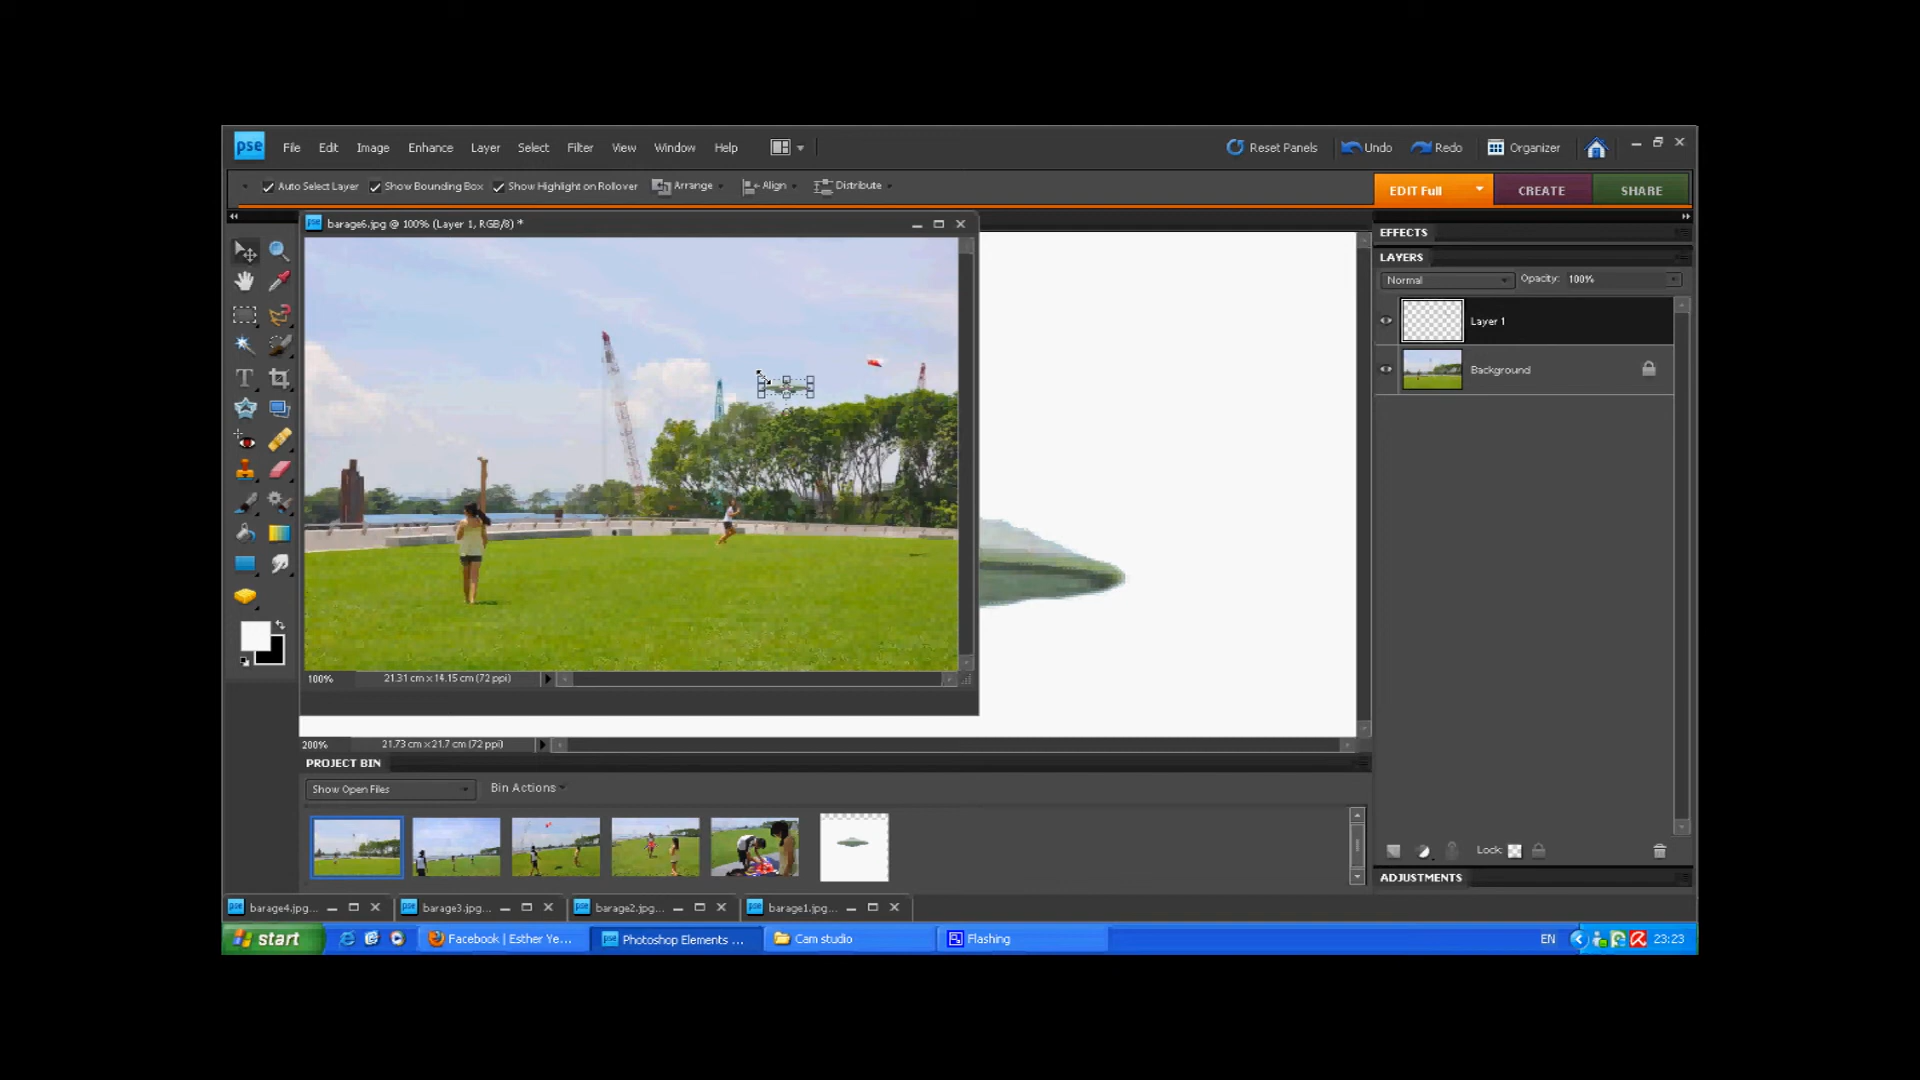 pse File Edit Image Enhance Layer Select Filter View Window Help Reset Panels Undo Redo Organizer
Auto Select Layer Show Bounding Box Show Highlight on Rollover Arrange Align Distribute EDIT Full CREATE SHARE
barage6.jpg @ 100% (Layer 1, RGB/8) *
EFFECTS
LAYERS
Normal Opacity: 100%
Layer 1
Background
100% 21.31 cm x 14.15 cm (72 ppi)
200% 21.73 cm x 21.7 cm (72 ppi)
PROJECT BIN
Show Open Files Bin Actions
Lock:
ADJUSTMENTS
barage4.jpg... barage3.jpg... barage2.jpg... barage1.jpg...
start Facebook | Esther Ye... Photoshop Elements ... Cam studio Flashing EN 23:23